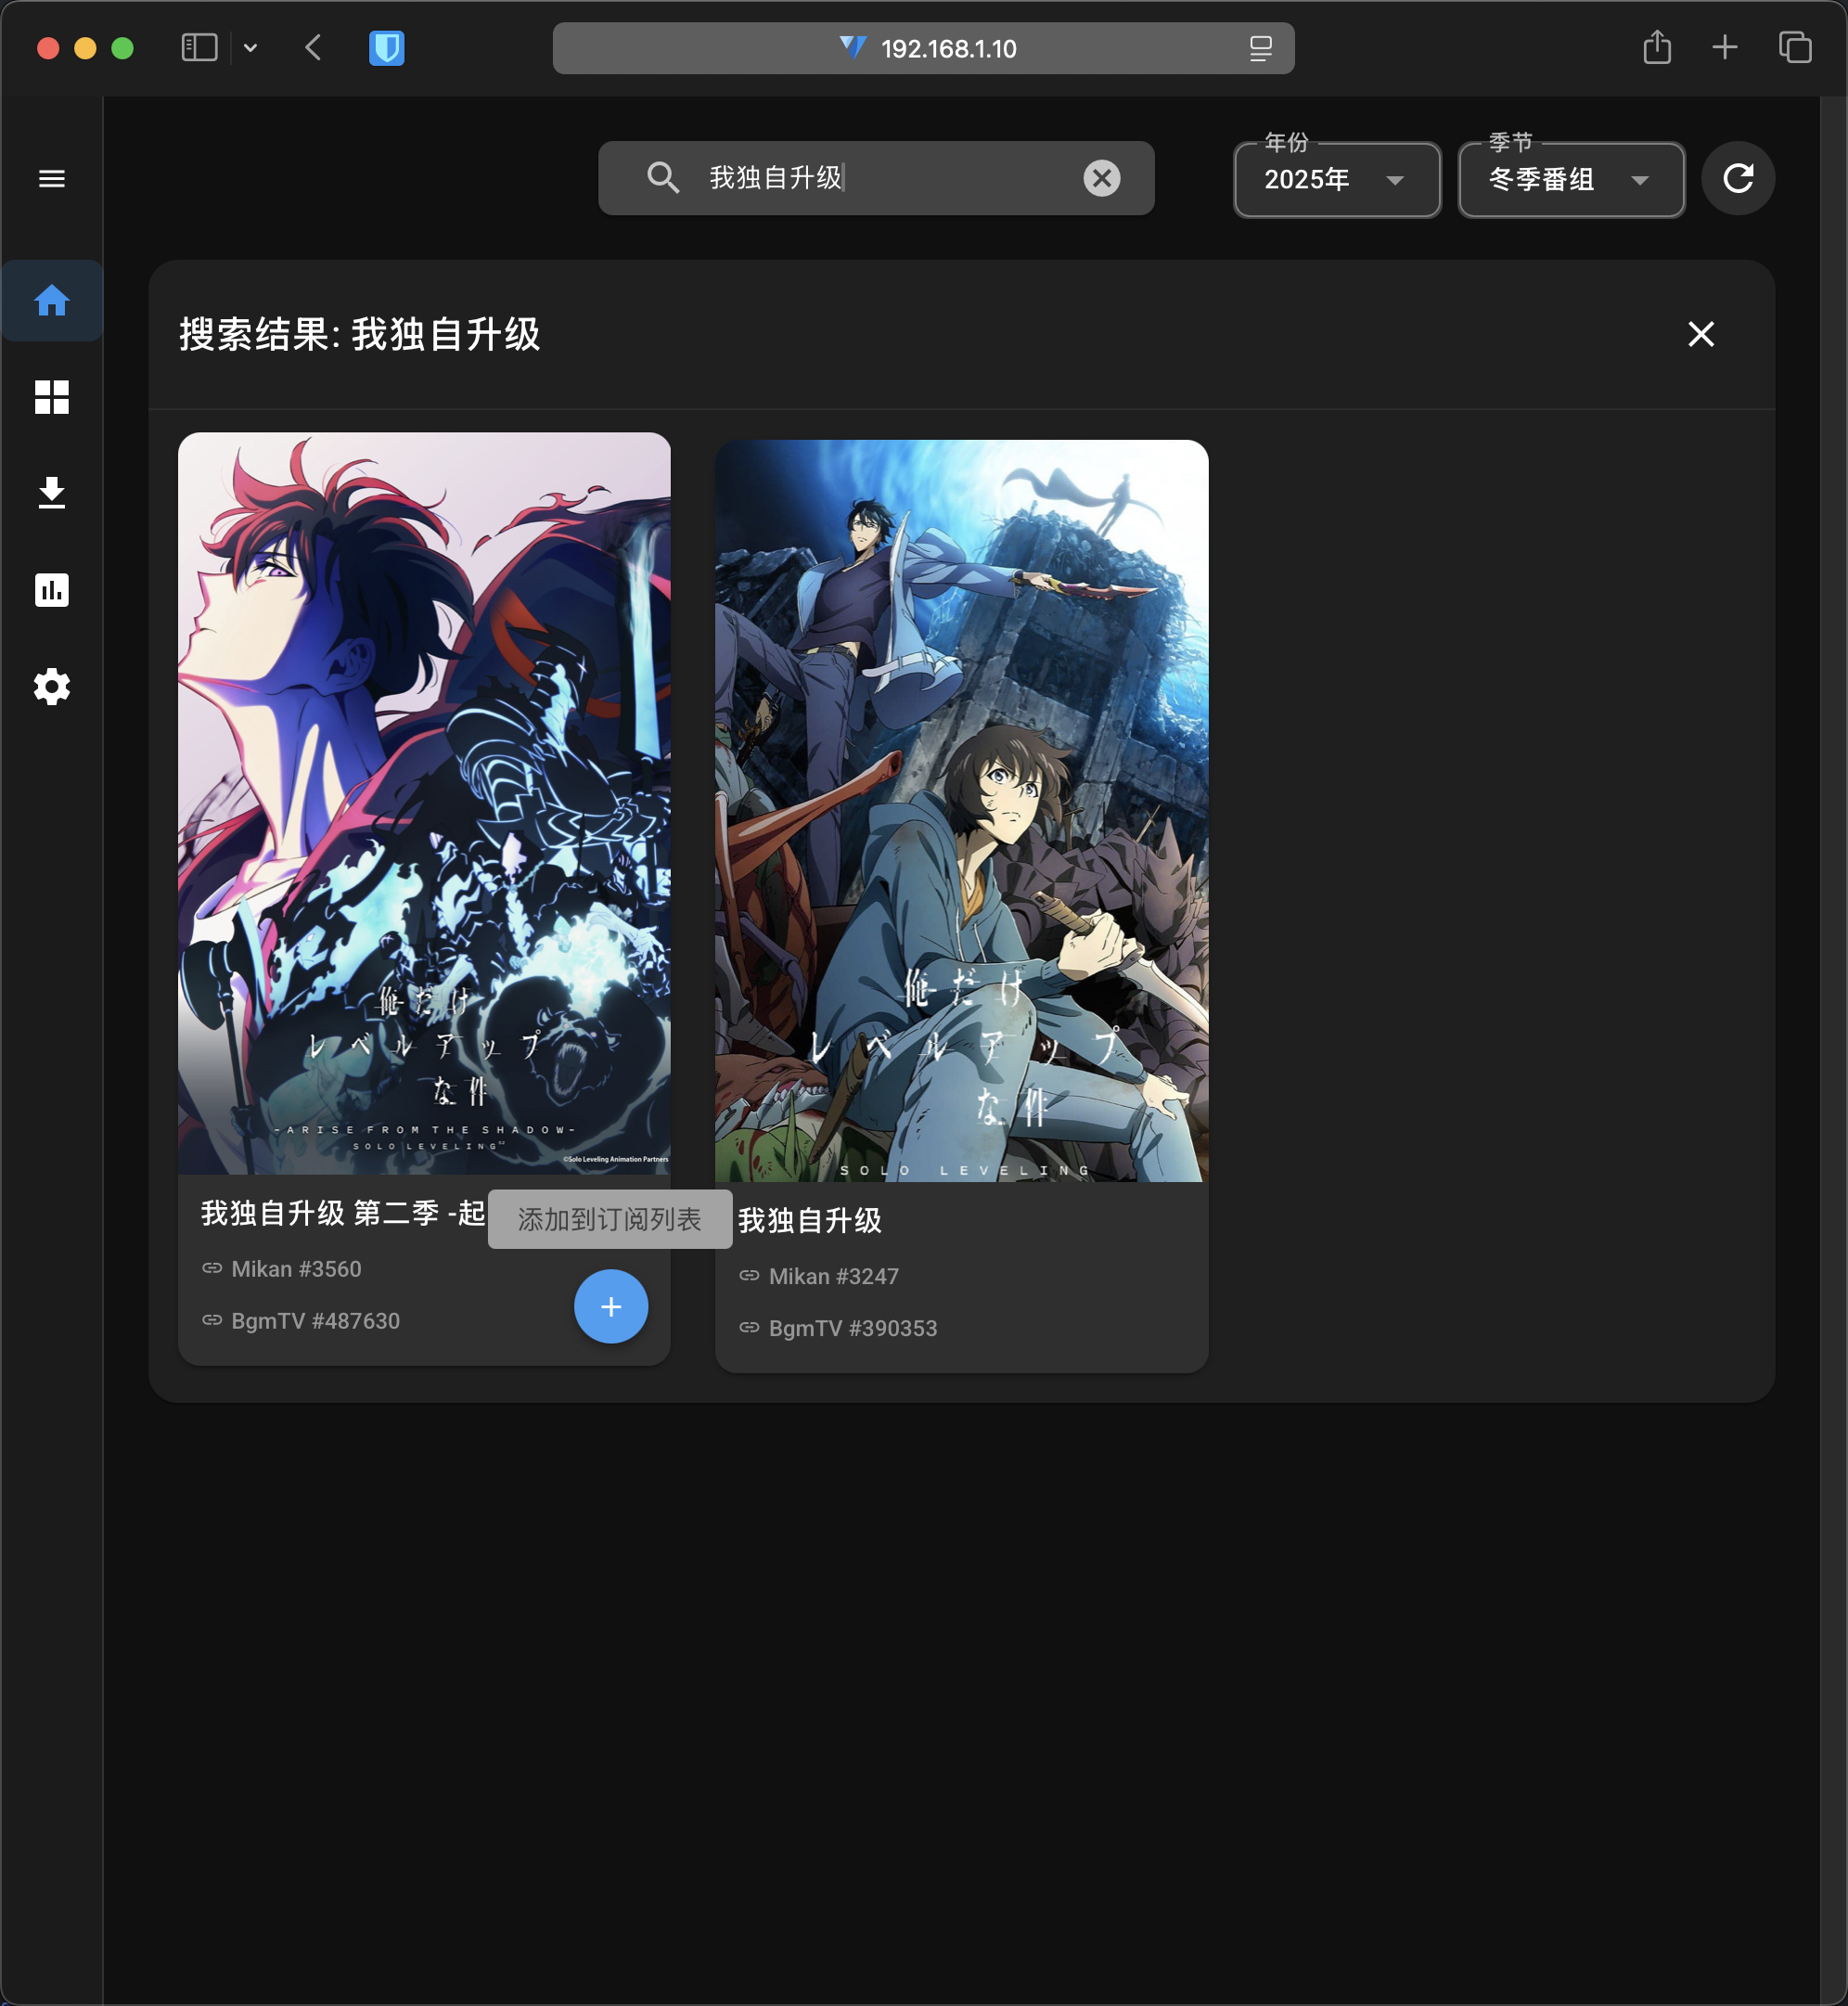 192.168.1.10
我独自升级
年份
2025年
季节
冬季番组
搜索结果: 我独自升级
俺だけ
レベルアップ
な件
-ARISE FROM THE SHADOW-
SOLO LEVELING S2
©Solo Leveling Animation Partners
我独自升级 第二季 -起
添加到订阅列表
Mikan #3560
BgmTV #487630
俺だけ
レベルアップ
な件
SOLO LEVELING
我独自升级
Mikan #3247
BgmTV #390353